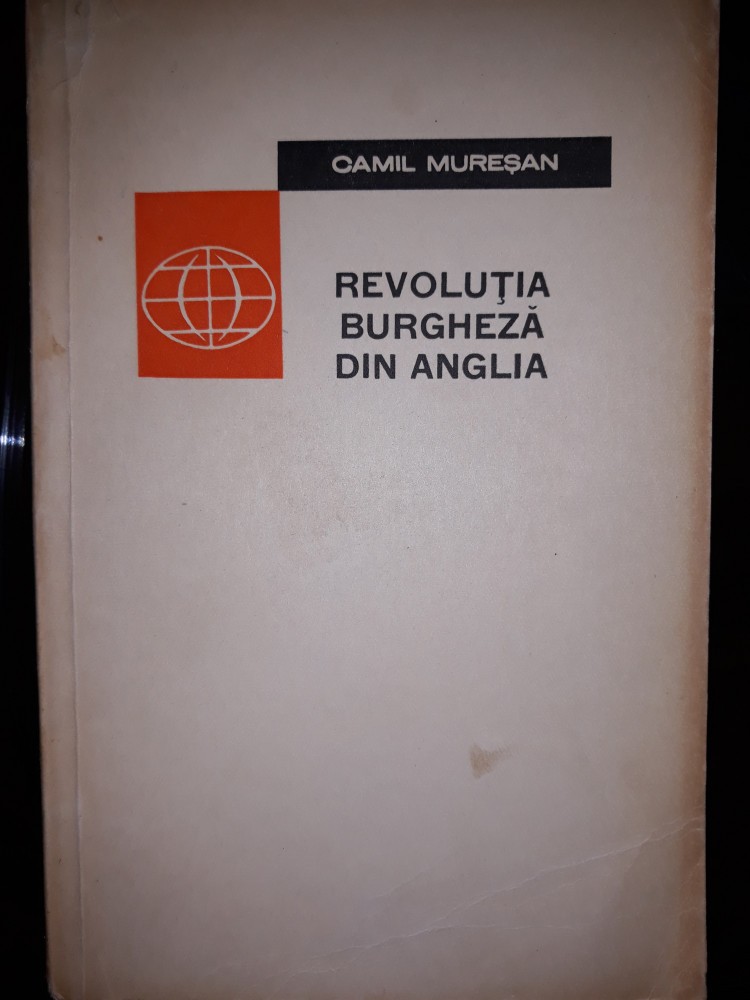 CAMIL MUREŞAN
REVOLUŢIA
BURGHEZĂ
DIN ANGLIA